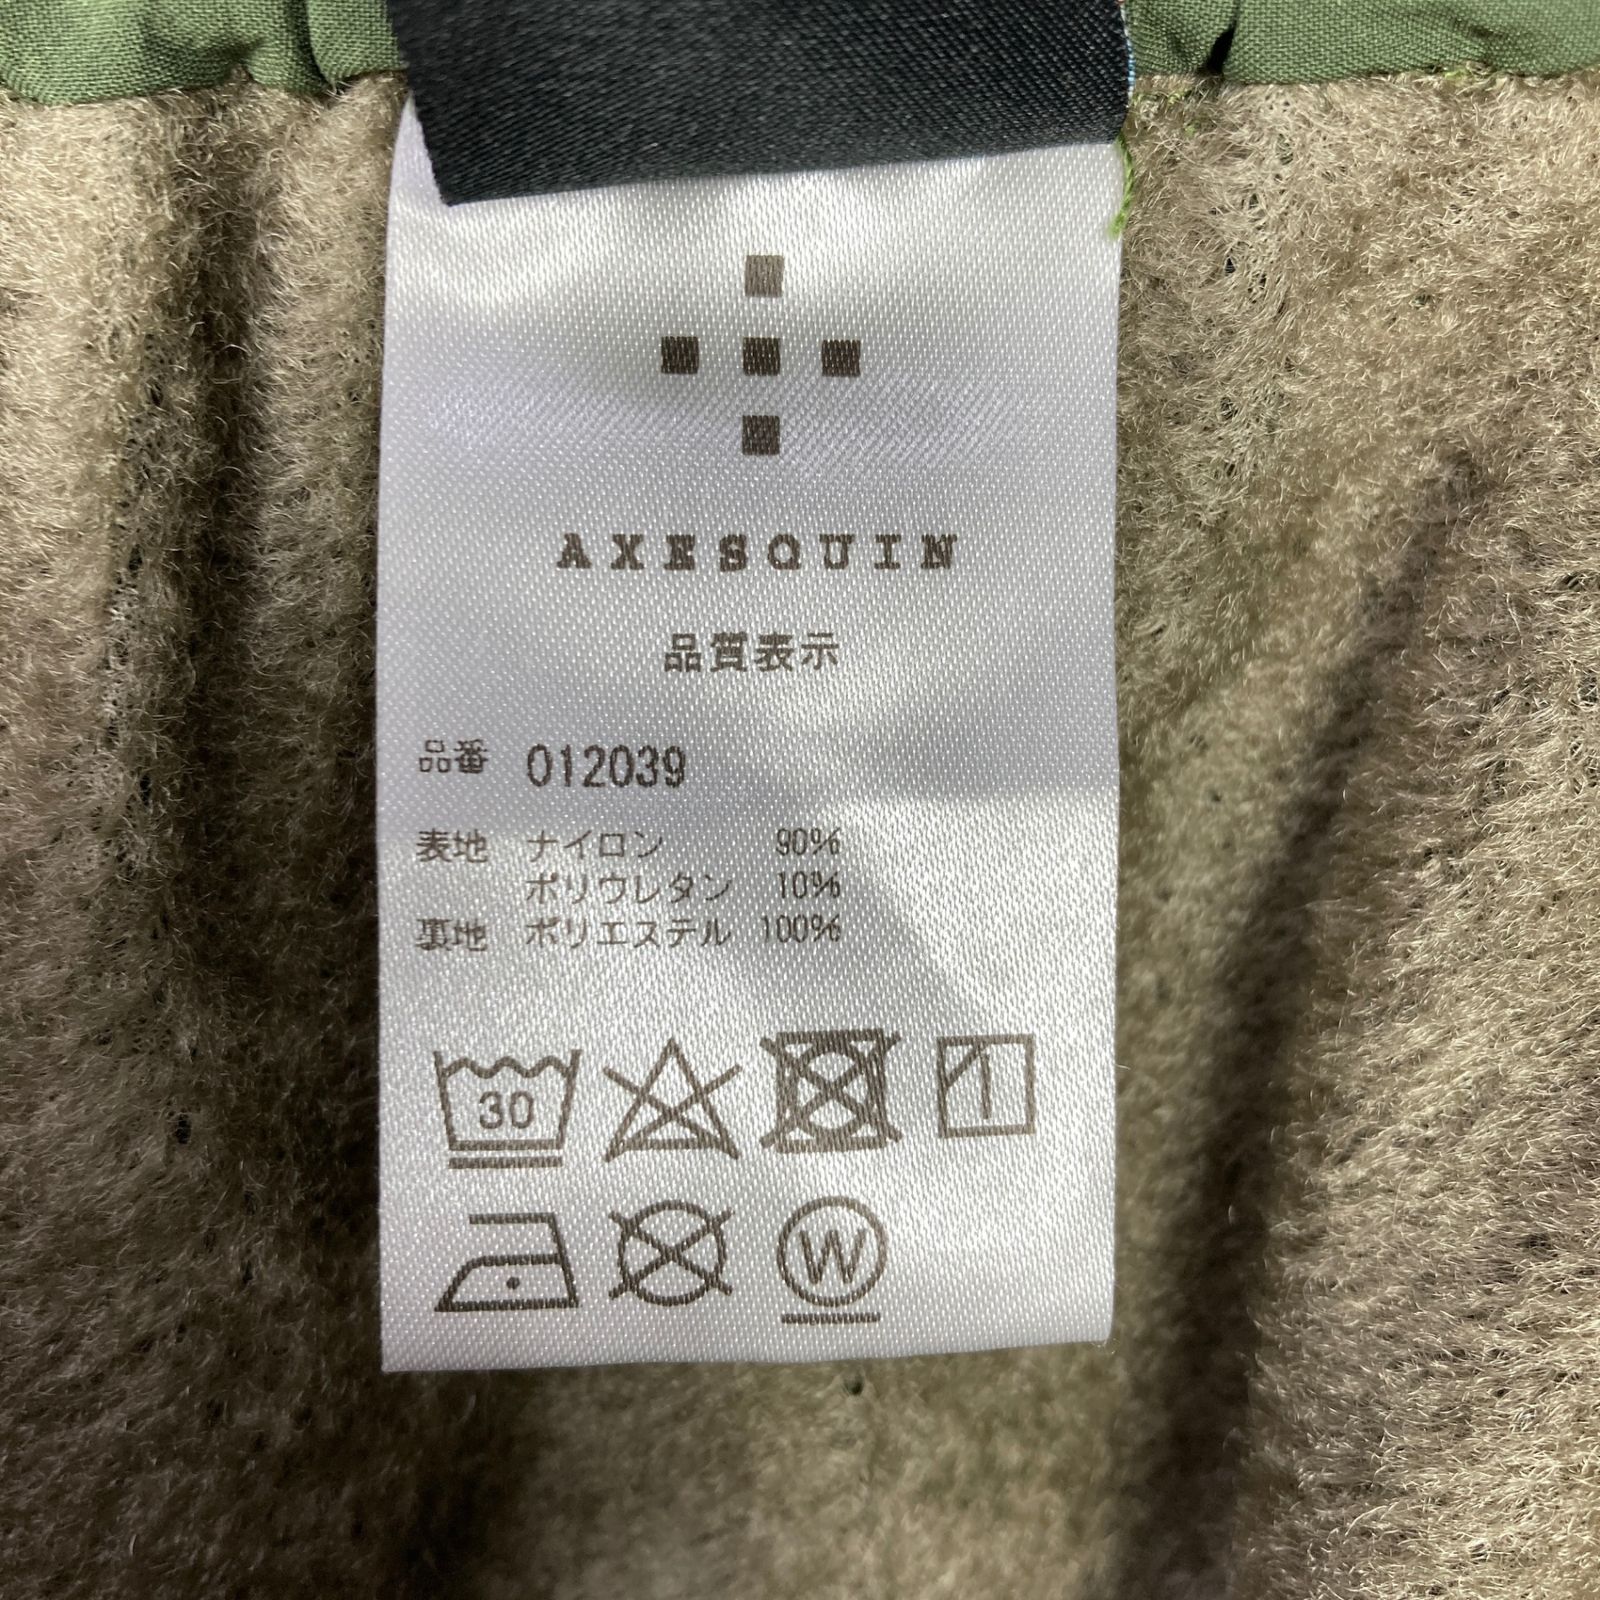 AXESQUIN
品質表示
品番 012039
表地 ナイロン 90%
ポリウレタン 10%
裏地 ポリエステル 100%
30
W